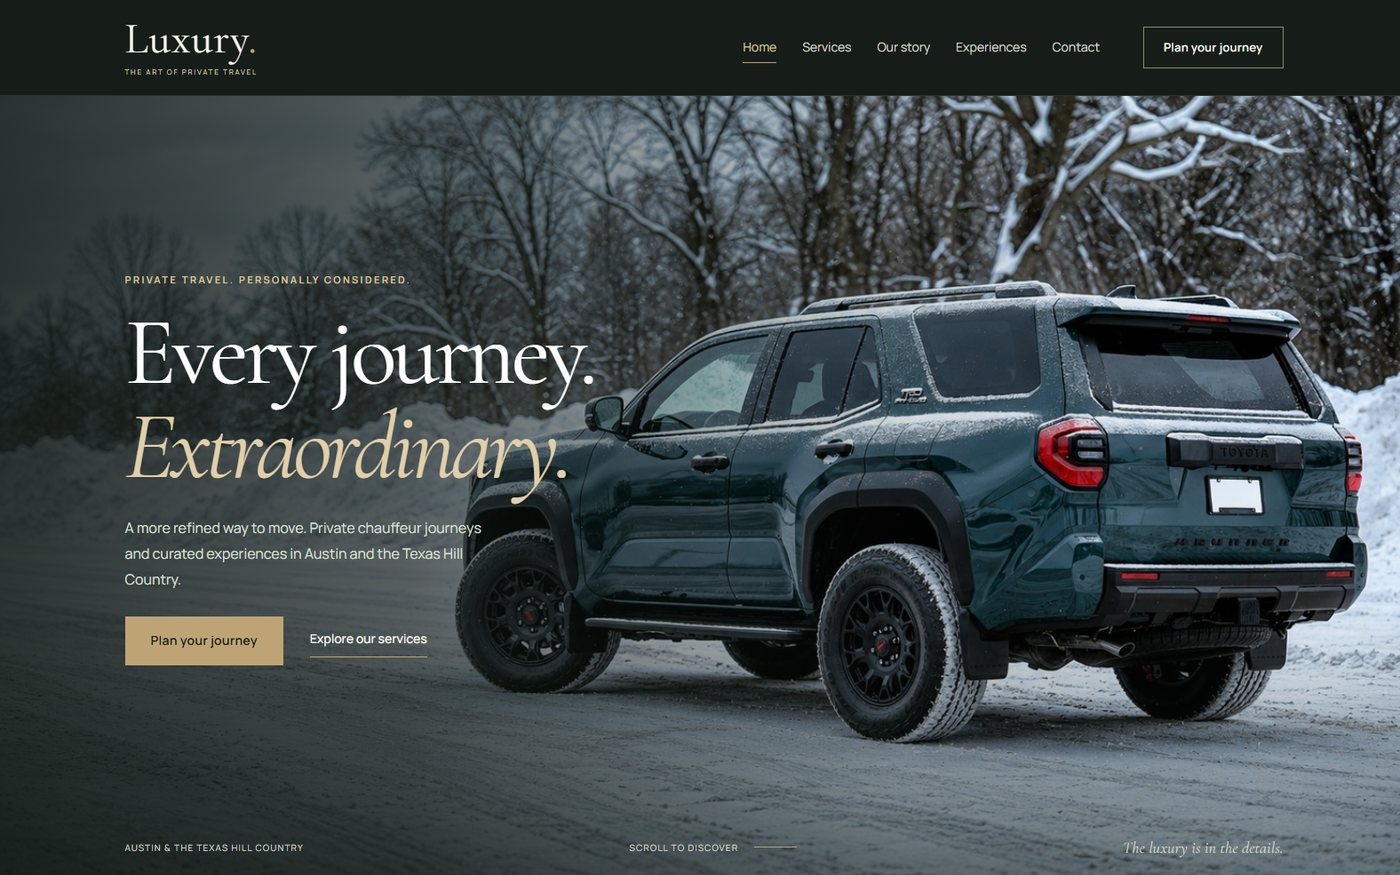 Luxury.
THE ART OF PRIVATE TRAVEL
Home
Services
Our story
Experiences
Contact
Plan your journey
PRIVATE TRAVEL. PERSONALLY CONSIDERED.
Every journey.
Extraordinary.
A more refined way to move. Private chauffeur journeys
and curated experiences in Austin and the Texas Hill
Country.
Plan your journey
Explore our services
TOYOTA
AUSTIN & THE TEXAS HILL COUNTRY
SCROLL TO DISCOVER
The luxury is in the details.